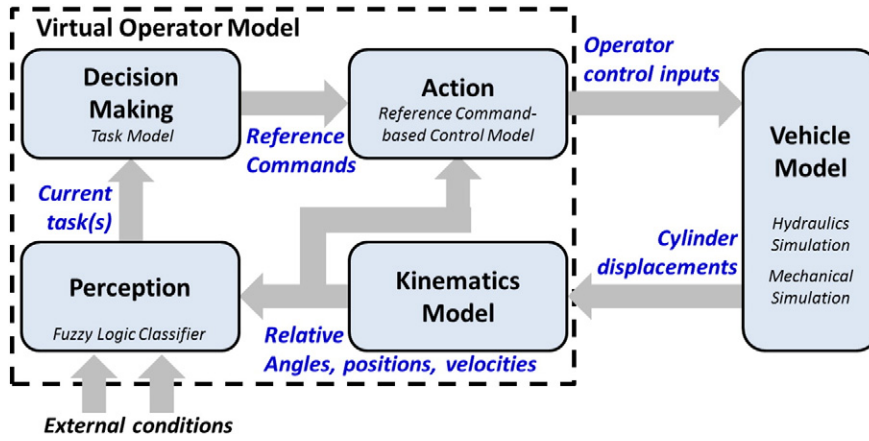 Virtual Operator Model
Decision
Making
Task Model
Reference
Commands
Action
Reference Command-
based Control Model
Operator
control inputs
Vehicle
Model
Hydraulics
Simulation
Mechanical
Simulation
Current
task(s)
Perception
Fuzzy Logic Classifier
Kinematics
Model
Cylinder
displacements
Relative
Angles, positions, velocities
External conditions